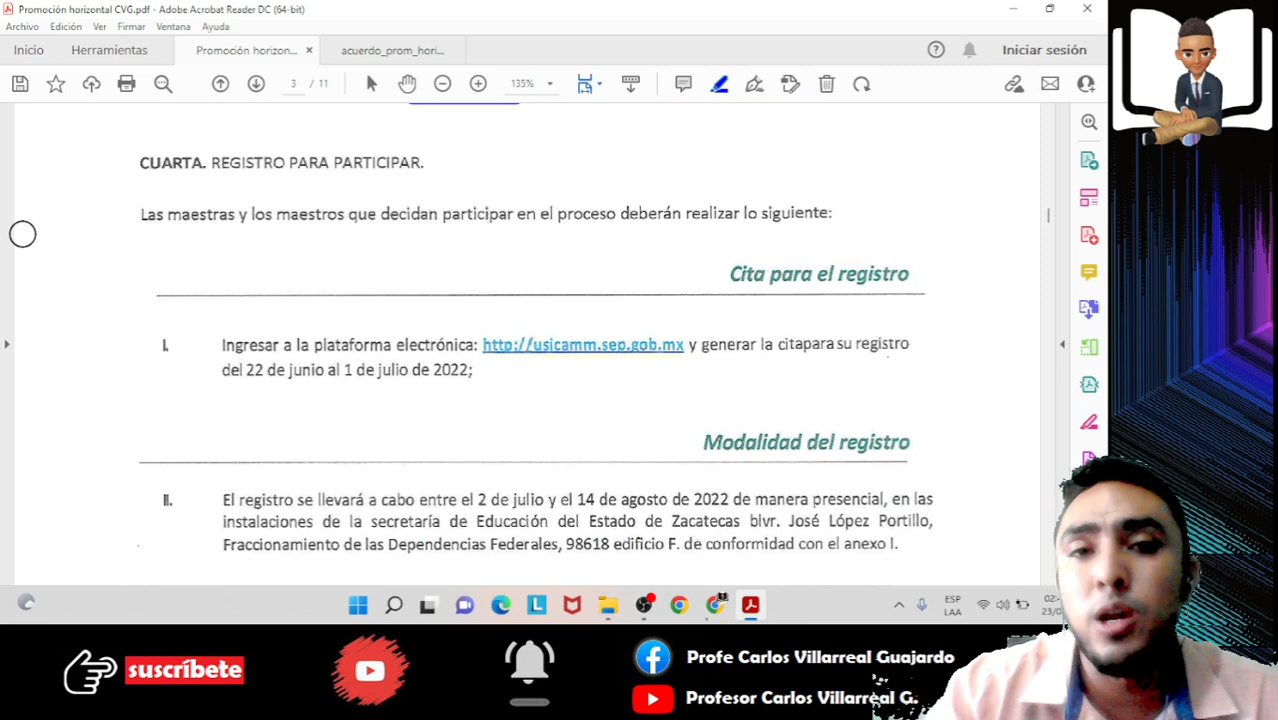 Promoción horizontal CVG.pdf - Adobe Acrobat Reader DC (64-bit)
Archivo Edición Ver Firmar Ventana Ayuda
Inicio Herramientas Promoción horizon... × acuerdo_prom_hori... Iniciar sesión
3 / 11 135%
CUARTA. REGISTRO PARA PARTICIPAR.
Las maestras y los maestros que decidan participar en el proceso deberán realizar lo siguiente:
Cita para el registro
I. Ingresar a la plataforma electrónica: http://usicamm.sep.gob.mx y generar la citapara su registro
del 22 de junio al 1 de julio de 2022;
Modalidad del registro
II. El registro se llevará a cabo entre el 2 de julio y el 14 de agosto de 2022 de manera presencial, en las
instalaciones de la secretaría de Educación del Estado de Zacatecas blvr. José López Portillo,
Fraccionamiento de las Dependencias Federales, 98618 edificio F. de conformidad con el anexo I.
ESP
LAA
suscríbete
Profe Carlos Villarreal Guajardo
Profesor Carlos Villarreal G.